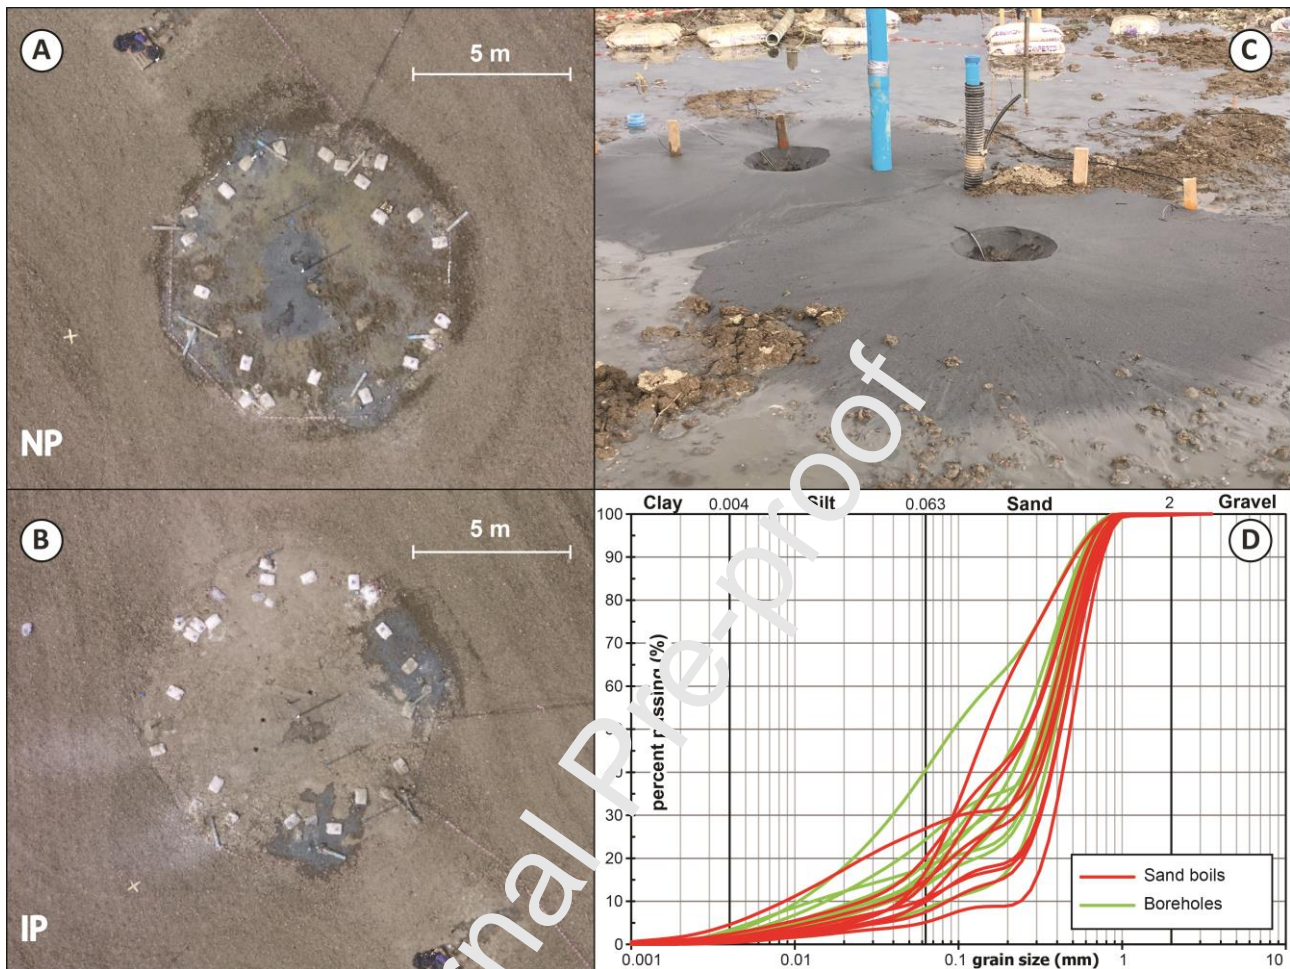 A
5 m
NP
C
B
5 m
IP
Clay 0.004 Silt 0.063 Sand 2 Gravel
D
100
90
80
70
60
30
20
10
0
percent passing (%)
Sand boils
Boreholes
0.001 0.01 0.1 grain size (mm) 1 10
nal Pre-proof